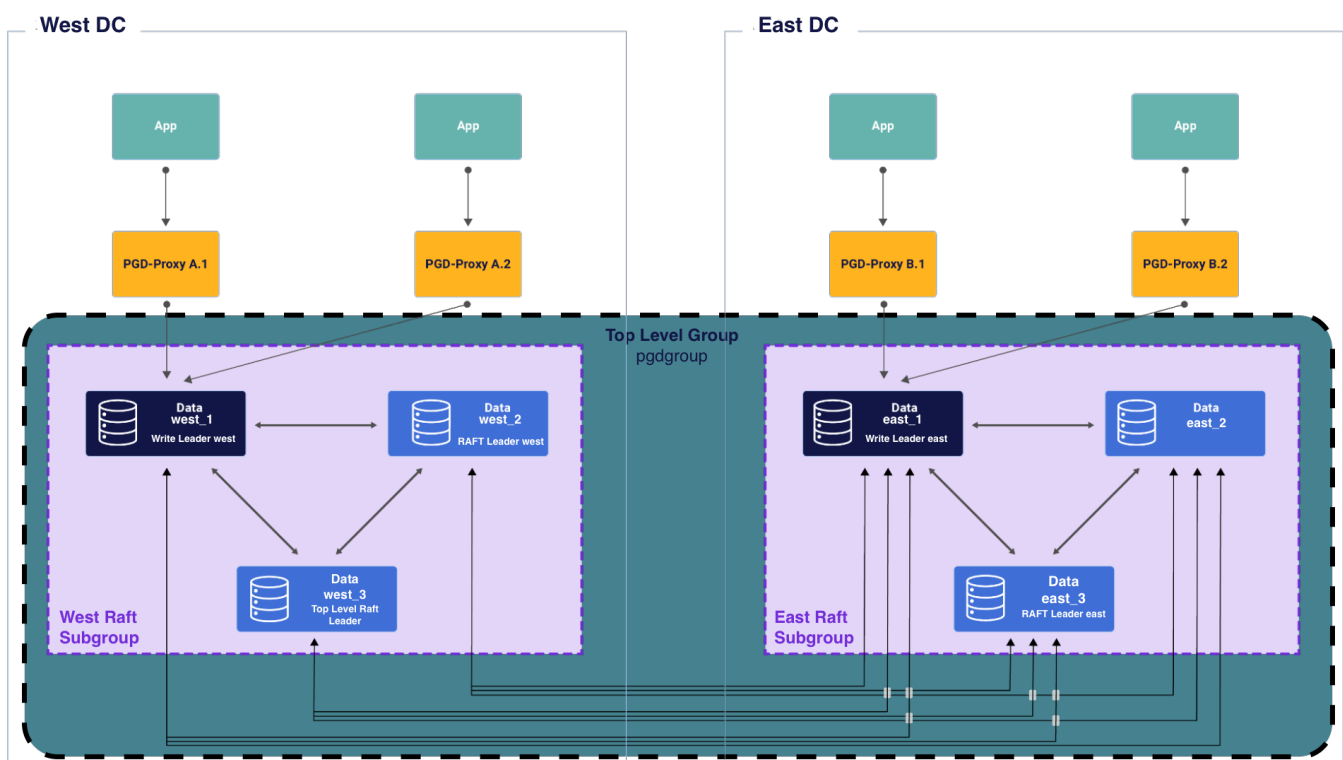 West DC
East DC
App
App
App
App
PGD-Proxy A.1
PGD-Proxy A.2
PGD-Proxy B.1
PGD-Proxy B.2
Top Level Group
pgdgroup
Data
west_1
Write Leader west
Data
west_2
RAFT Leader west
Data
east_1
Write Leader east
Data
east_2
Data
west_3
Top Level Raft
Leader
Data
east_3
RAFT Leader east
West Raft
Subgroup
East Raft
Subgroup